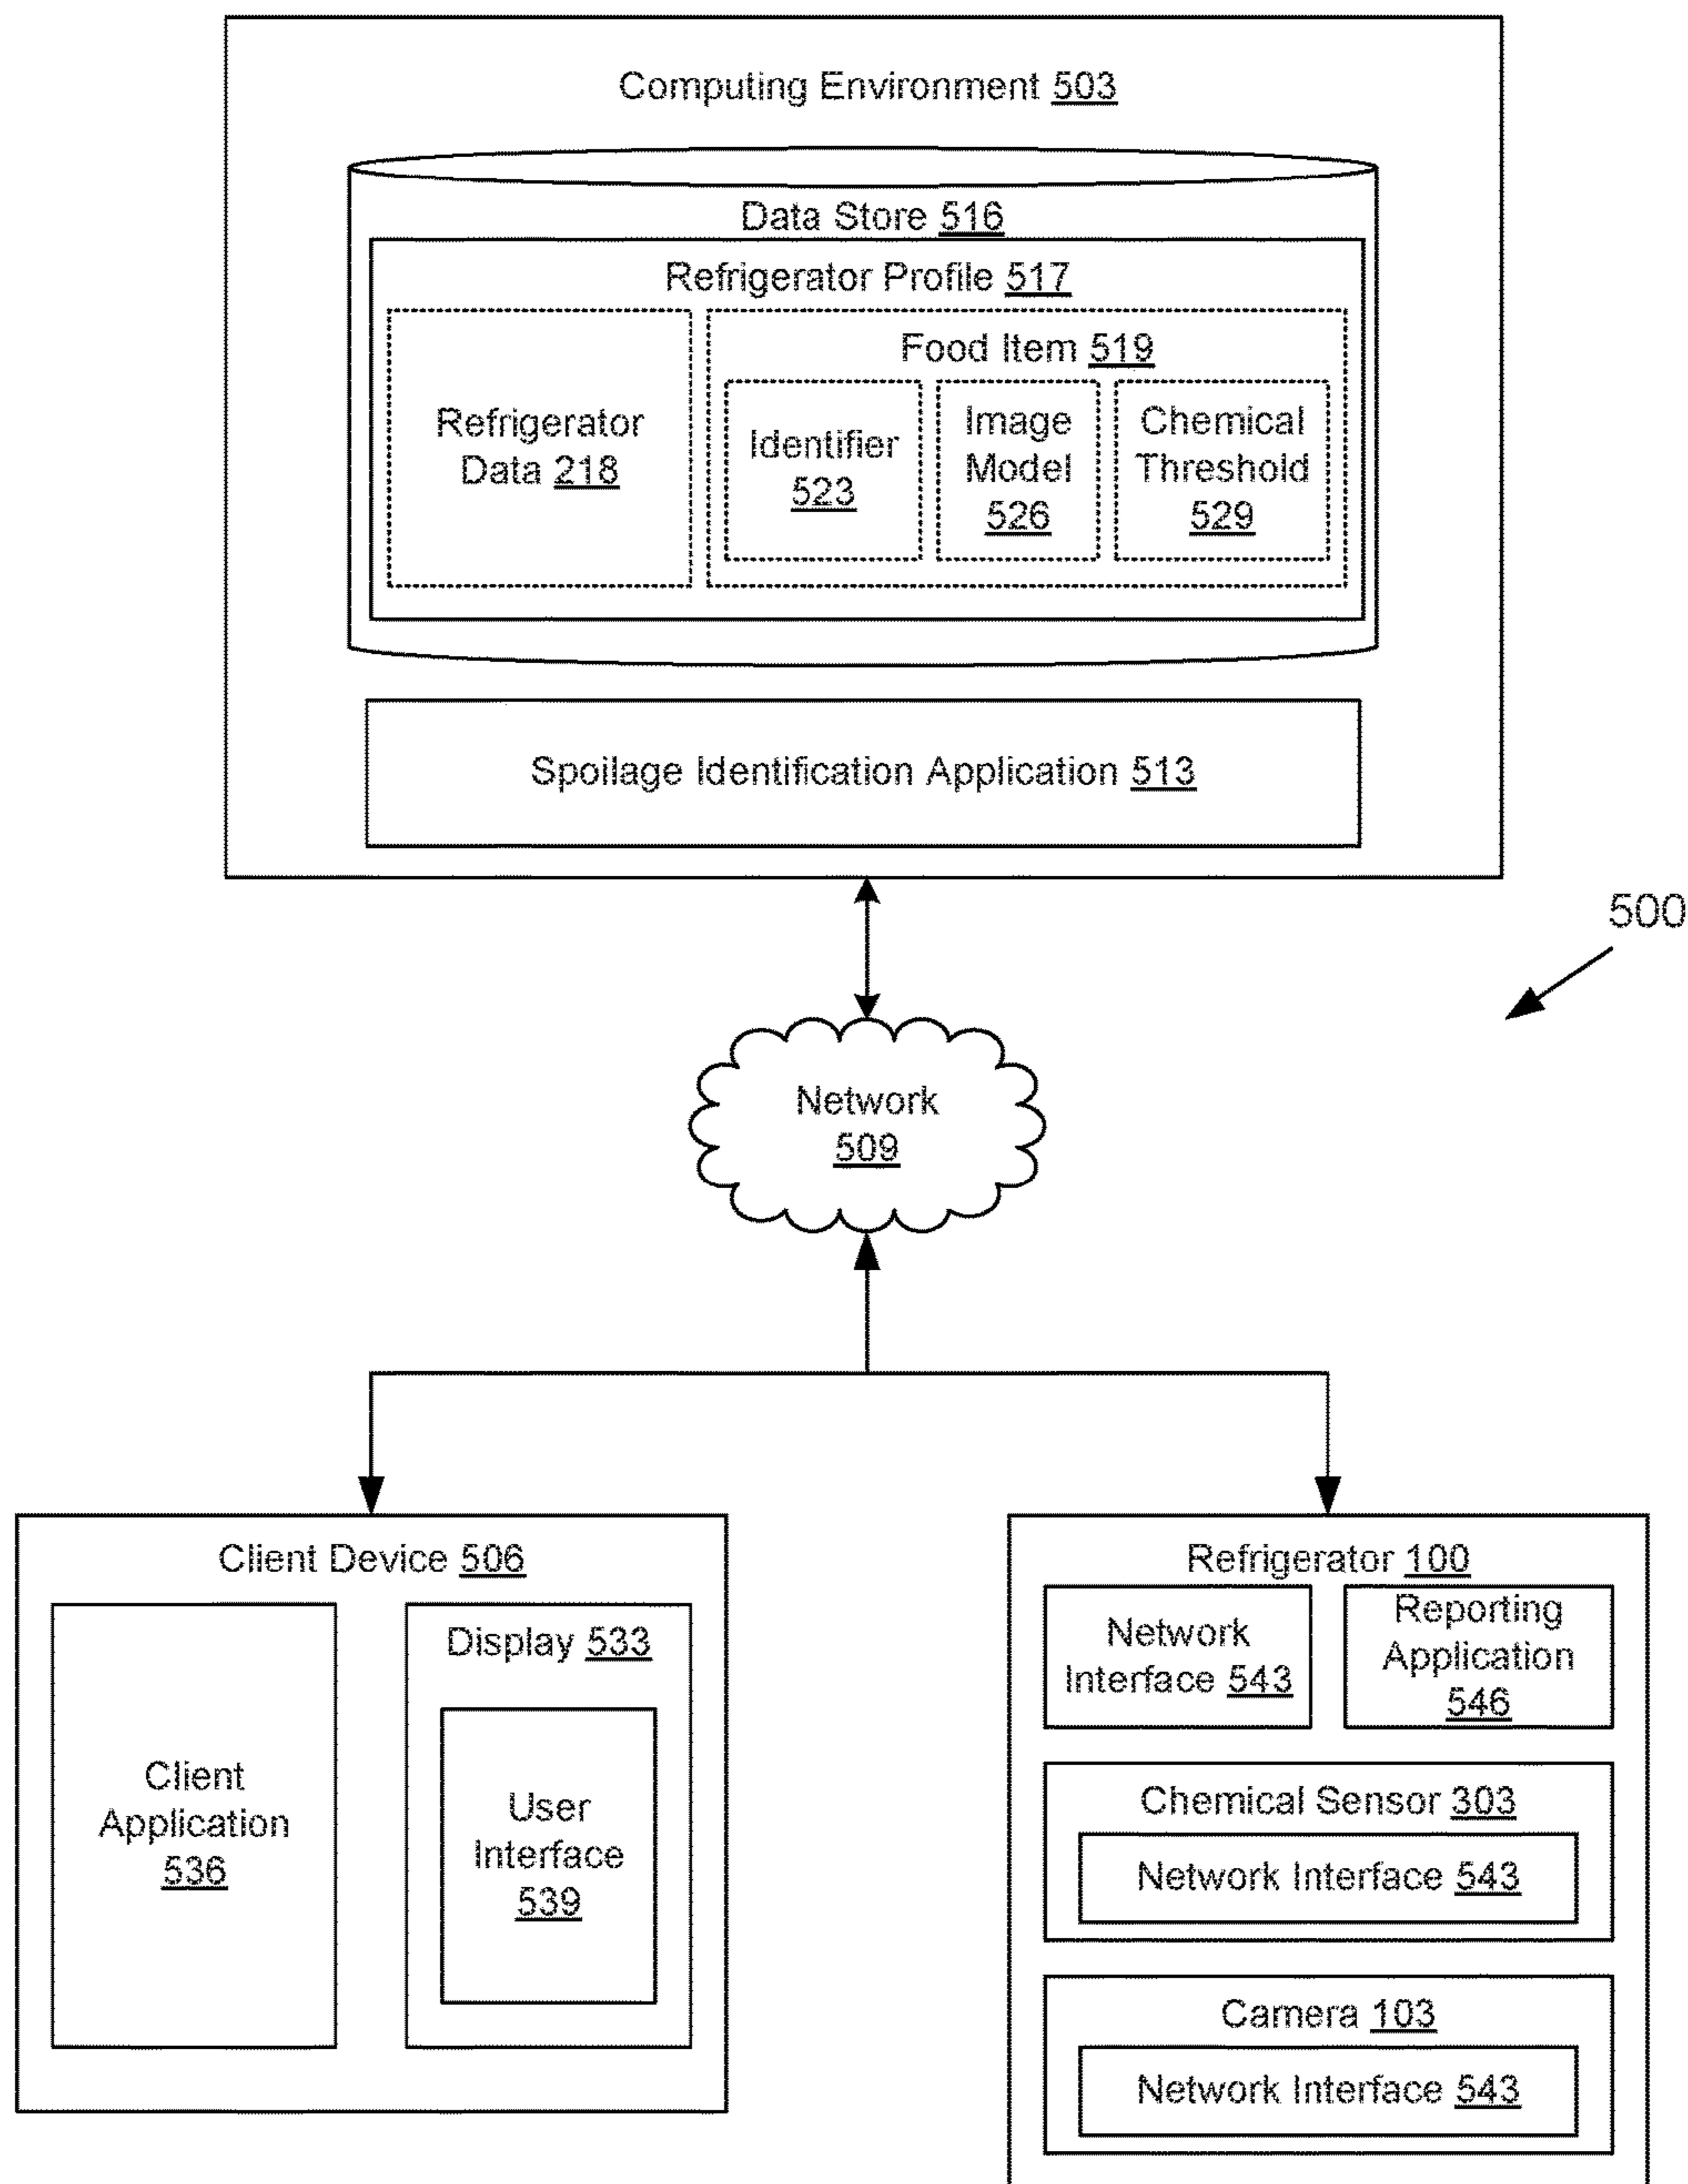 Computing Environment 503
Data Store 516
Refrigerator Profile 517
Refrigerator
Data 218
Food Item 519
Identifier
523
Image
Model
526
Chemical
Threshold
529
Spoilage Identification Application 513
500
Network
509
Client Device 506
Client
Application
536
Display 533
User
Interface
539
Refrigerator 100
Network
Interface 543
Reporting
Application
546
Chemical Sensor 303
Network Interface 543
Camera 103
Network Interface 543